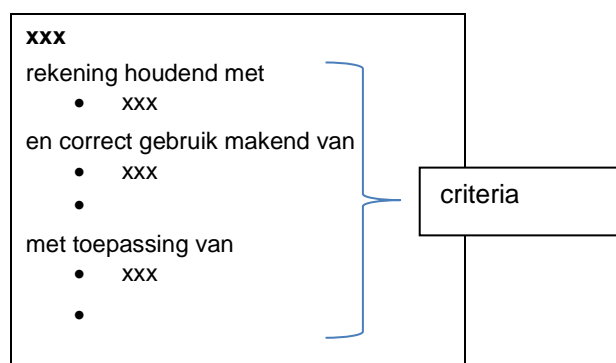 xxx
rekening houdend met
• xxx
en correct gebruik makend van
• xxx
•
met toepassing van
• xxx
•
criteria